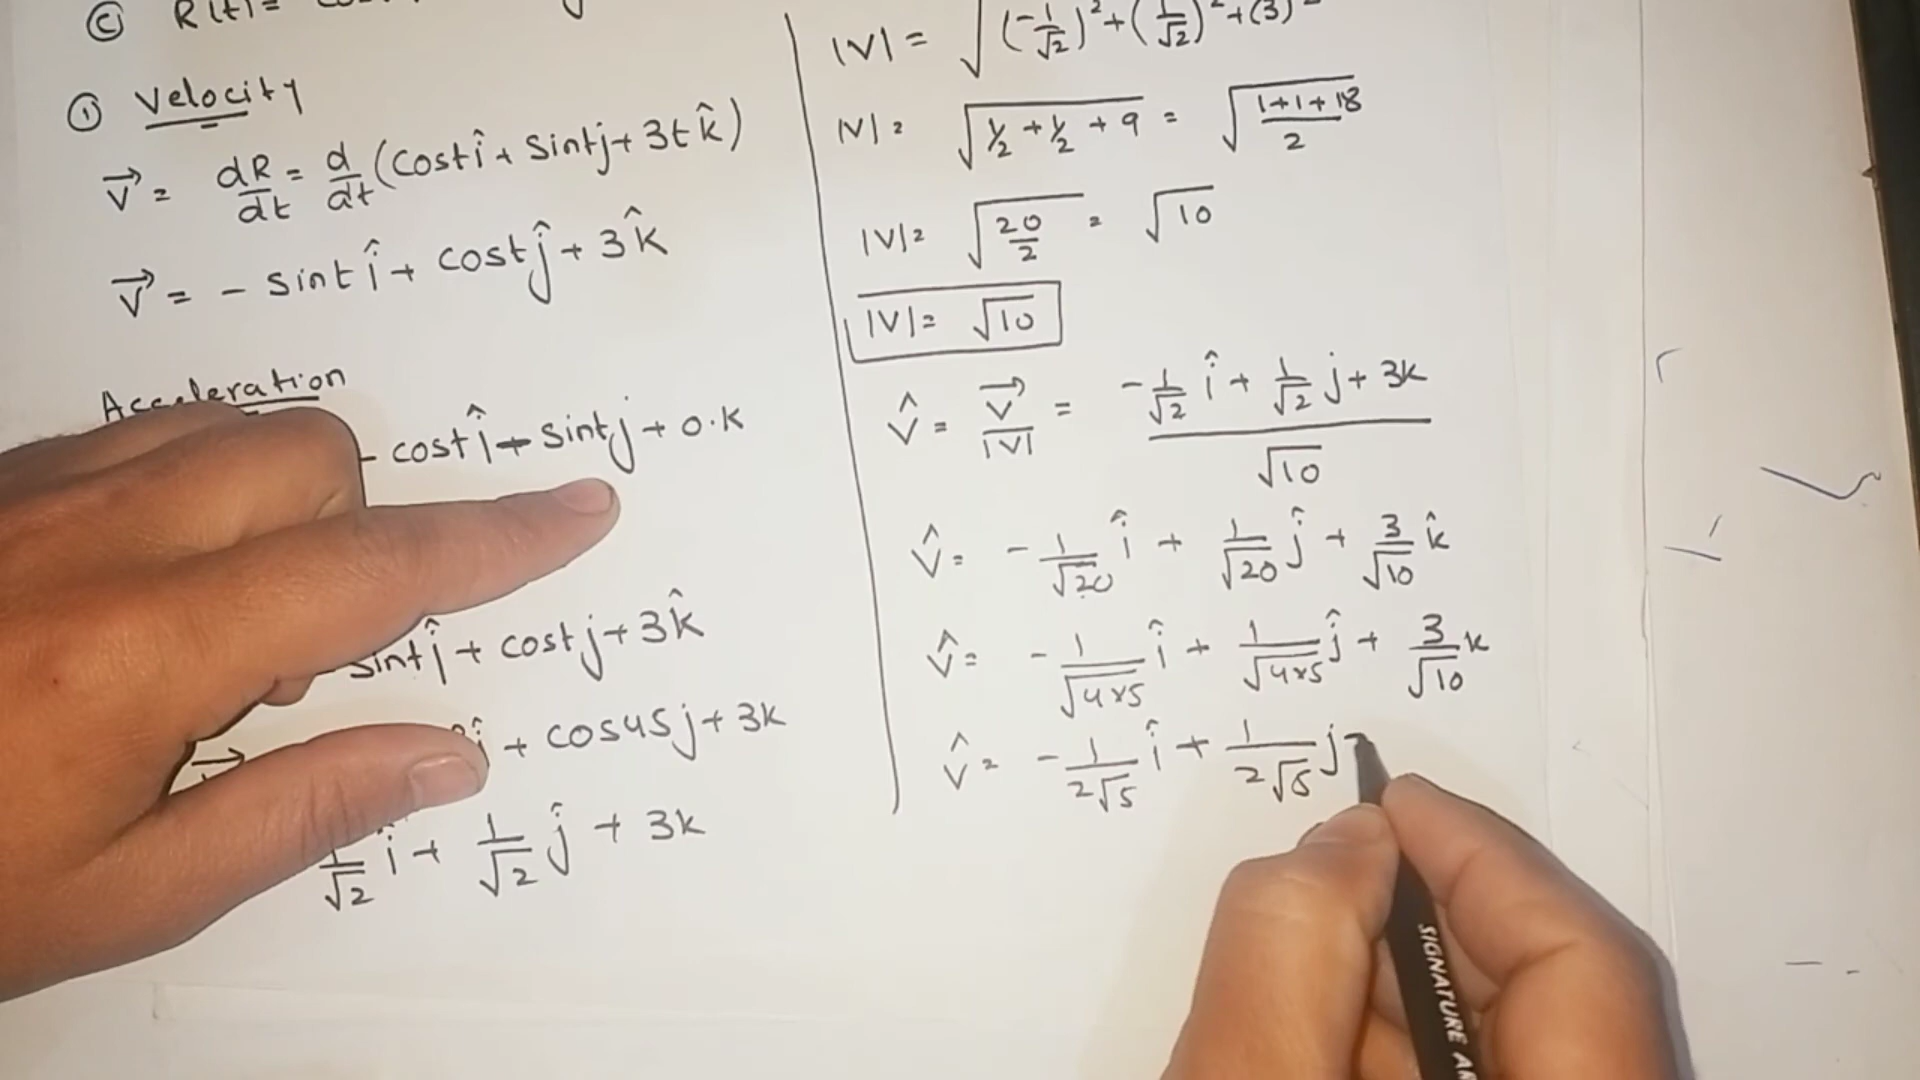 © R(t) =
① Velocity
V⃗ = dR/dt = d/dt (cost î + sint j + 3t k̂)
V⃗ = - sint î + cost ĵ + 3 k̂
Acceleration
- cost î - sint j + 0.k
sint î + cost j + 3 k̂
+ cos45 j + 3k
1/√2 î + 1/√2 ĵ + 3k
|V| = √(-1/√2)² + (1/√2)² + (3)²
|V| = √1/2 + 1/2 + 9 = √(1+1+18)/2
|V| = √20/2 = √10
|V| = √10
V̂ = V⃗/|V| = (-1/√2 î + 1/√2 j + 3k)/√10
V̂ = - 1/√20 î + 1/√20 ĵ + 3/√10 k̂
V̂ = - 1/√4×5 î + 1/√4×5 ĵ + 3/√10 k
V̂ = - 1/2√5 î + 1/2√5 j
SIGNATURE